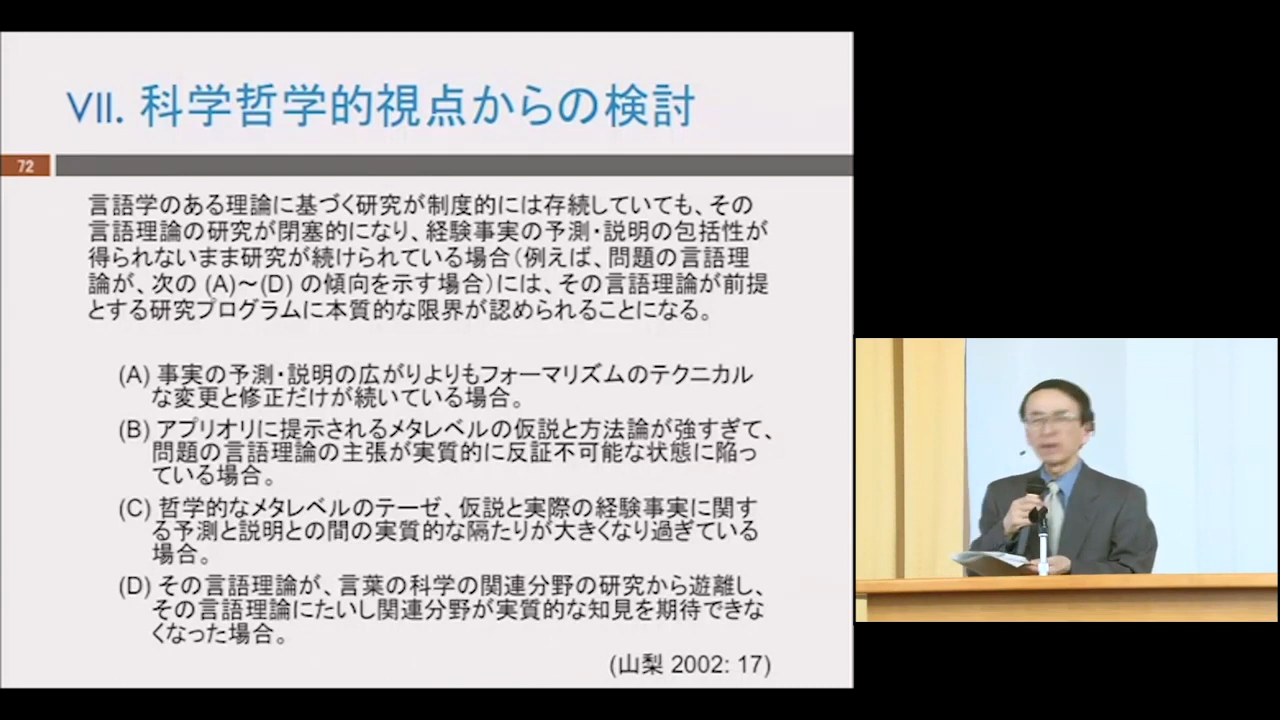 VII. 科学哲学的視点からの検討
72
言語学のある理論に基づく研究が制度的には存続していても、その
言語理論の研究が閉塞的になり、経験事実の予測・説明の包括性が
得られないまま研究が続けられている場合（例えば、問題の言語理
論が、次の (A)～(D) の傾向を示す場合）には、その言語理論が前提
とする研究プログラムに本質的な限界が認められることになる。
(A) 事実の予測・説明の広がりよりもフォーマリズムのテクニカル
な変更と修正だけが続いている場合。
(B) アプリオリに提示されるメタレベルの仮説と方法論が強すぎて、
問題の言語理論の主張が実質的に反証不可能な状態に陥っ
ている場合。
(C) 哲学的なメタレベルのテーゼ、仮説と実際の経験事実に関す
る予測と説明との間の実質的な隔たりが大きくなり過ぎている
場合。
(D) その言語理論が、言葉の科学の関連分野の研究から遊離し、
その言語理論にたいし関連分野が実質的な知見を期待できな
くなった場合。
(山梨 2002: 17)